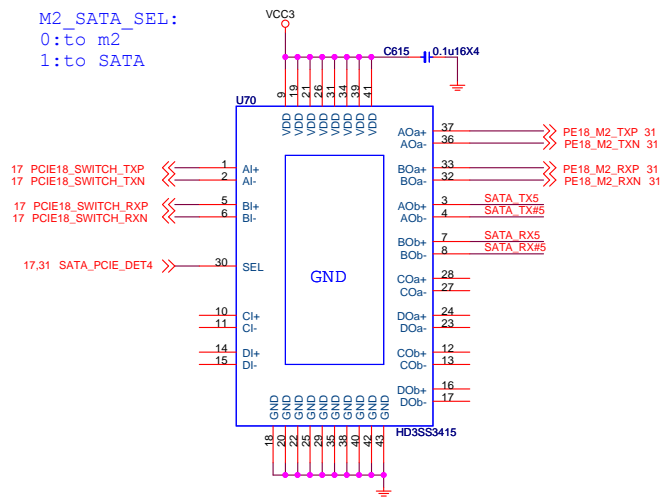 M2_SATA_SEL:
0:to m2
1:to SATA
VCC3
C615 0.1u16X4
9 19 21 26 31 34 39 41
U70
VDD VDD VDD VDD VDD VDD VDD VDD
AOa+ 37 PE18_M2_TXP 31
AOa- 36 PE18_M2_TXN 31
17 PCIE18_SWITCH_TXP 1 AI+
17 PCIE18_SWITCH_TXN 2 AI-
BOa+ 33 PE18_M2_RXP 31
BOa- 32 PE18_M2_RXN 31
17 PCIE18_SWITCH_RXP 5 BI+
17 PCIE18_SWITCH_RXN 6 BI-
AOb+ 3 SATA_TX5
AOb- 4 SATA_TX#5
BOb+ 7 SATA_RX5
BOb- 8 SATA_RX#5
17,31 SATA_PCIE_DET4 30 SEL
GND
COa+ 28
COa- 27
10 CI+
11 CI-
DOa+ 24
DOa- 23
14 DI+
15 DI-
COb+ 12
COb- 13
DOb+ 16
DOb- 17
GND GND GND GND GND GND GND GND GND GND
HD3SS3415
18 20 22 25 29 35 38 40 42 43